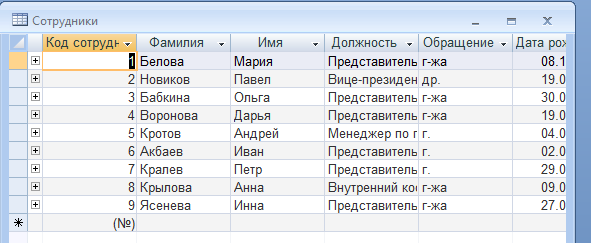 Сотрудники
Код сотрудн Фамилия Имя Должность Обращение Дата рож
1 Белова Мария Представитель г-жа 08.1
2 Новиков Павел Вице-президен др. 19.0
3 Бабкина Ольга Представитель г-жа 30.0
4 Воронова Дарья Представитель г-жа 19.0
5 Кротов Андрей Менеджер по г г. 04.0
6 Акбаев Иван Представитель г. 02.0
7 Кралев Петр Представитель г. 29.0
8 Крылова Анна Внутренний коо г-жа 09.0
9 Ясенева Инна Представитель г-жа 27.0
(№)